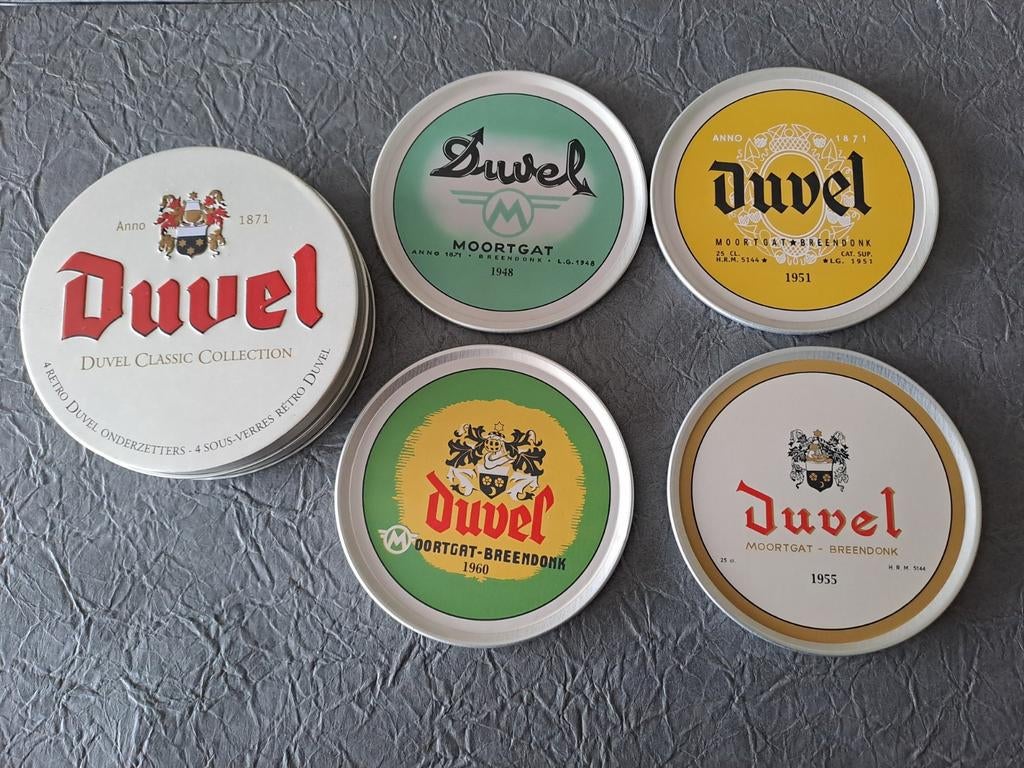 Anno 1871
Duvel
DUVEL CLASSIC COLLECTION
4 RETRO DUVEL ONDERZETTERS - 4 SOUS-VERRES RÉTRO DUVEL
Duvel
M
MOORTGAT
ANNO 1871 • BREENDONK • L.G. 1948
1948
ANNO 1871
Duvel
MOORTGAT★BREENDONK
25 CL. CAT. SUP.
H.R.M. 5144 ★ ★LG. 1951
1951
Duvel
MOORTGAT-BREENDONK
1960
Duvel
MOORTGAT - BREENDONK
25 cl. H.R.M. 5144
1955